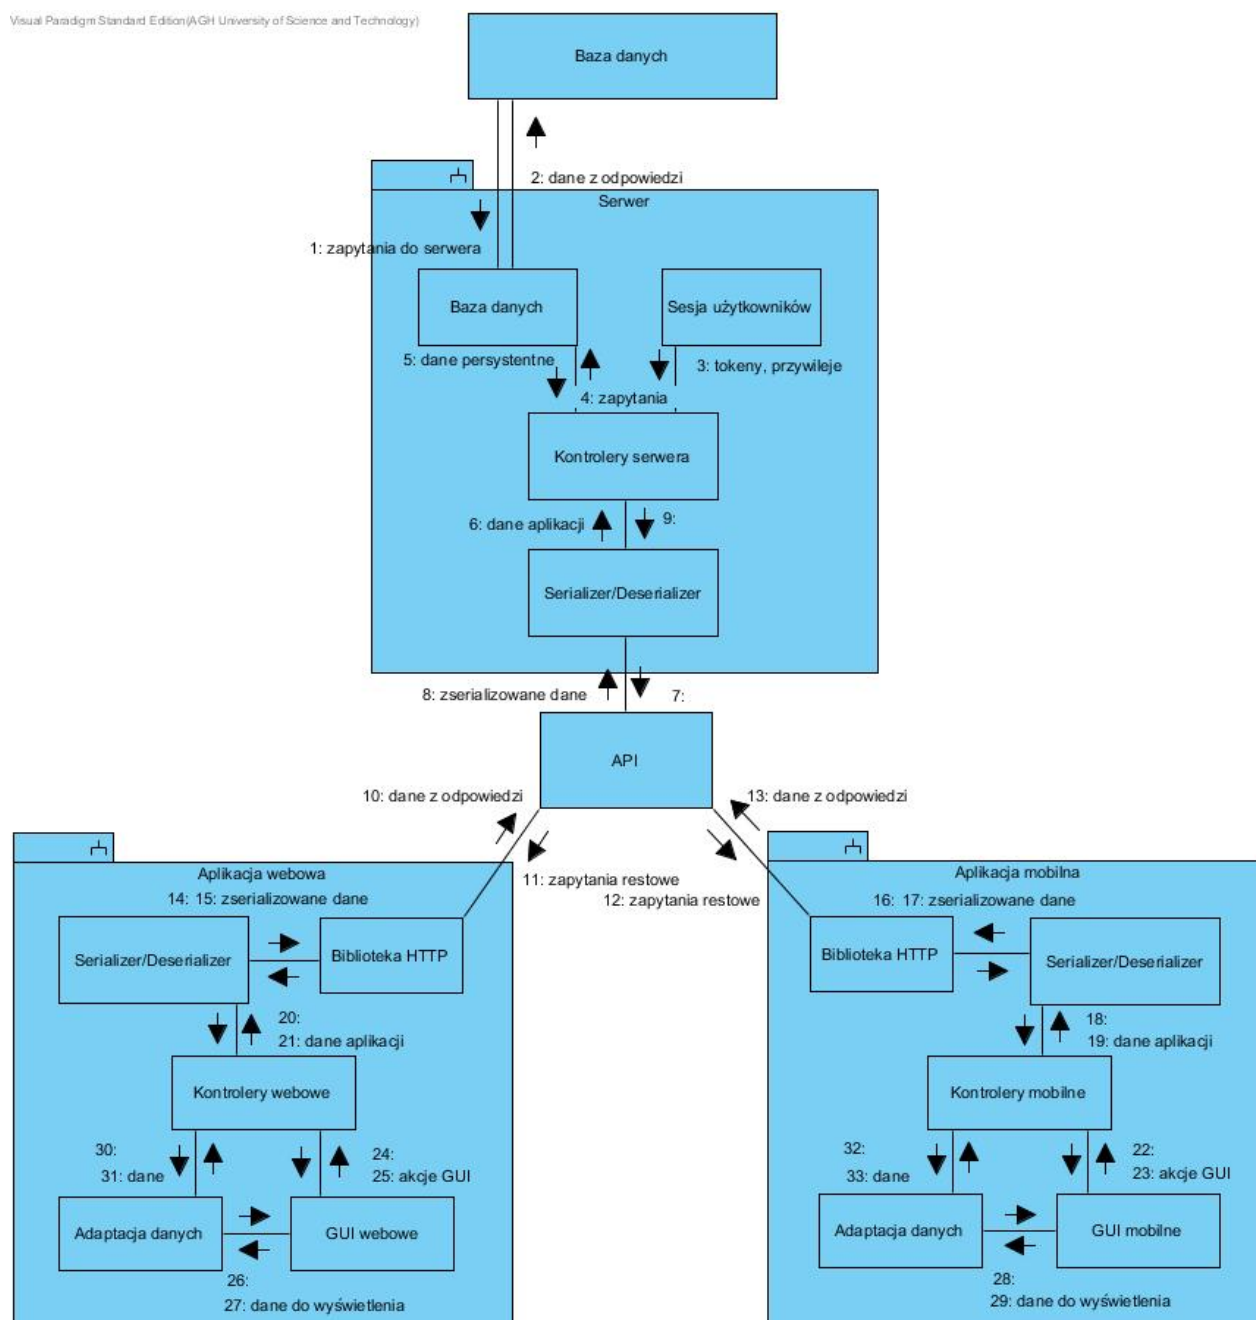 Visual Paradigm Standard Edition(AGH University of Science and Technology)
Baza danych
2: dane z odpowiedzi
Serwer
1: zapytania do serwera
Baza danych
Sesja użytkowników
5: dane persystentne
3: tokeny, przywileje
4: zapytania
Kontrolery serwera
6: dane aplikacji
9:
Serializer/Deserializer
8: zserializowane dane
7:
API
10: dane z odpowiedzi
13: dane z odpowiedzi
11: zapytania restowe
12: zapytania restowe
Aplikacja webowa
14: 15: zserializowane dane
Serializer/Deserializer
Biblioteka HTTP
20:
21: dane aplikacji
Kontrolery webowe
30:
31: dane
24:
25: akcje GUI
Adaptacja danych
GUI webowe
26:
27: dane do wyświetlenia
Aplikacja mobilna
16: 17: zserializowane dane
Biblioteka HTTP
Serializer/Deserializer
18:
19: dane aplikacji
Kontrolery mobilne
32:
33: dane
22:
23: akcje GUI
Adaptacja danych
GUI mobilne
28:
29: dane do wyświetlenia